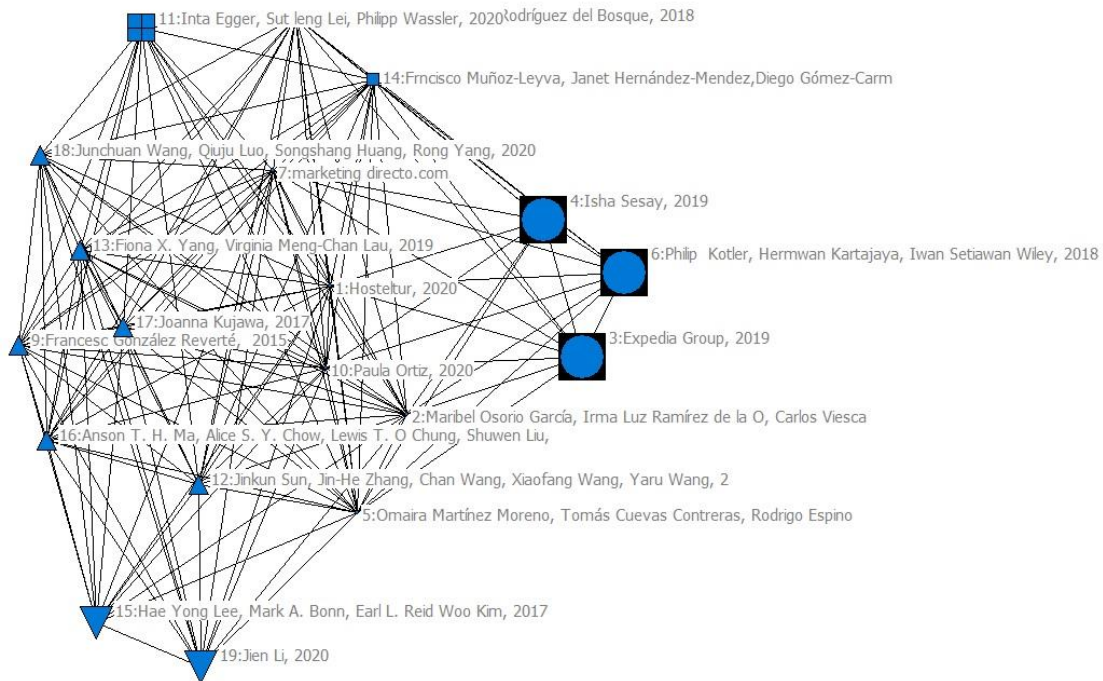 11:Inta Egger, Sut Ieng Lei, Philipp Wassler, 2020
Rodríguez del Bosque, 2018
14:Frncisco Muñoz-Leyva, Janet Hernández-Mendez,Diego Gómez-Carm
18:Junchuan Wang, Qiuju Luo, Songshang Huang, Rong Yang, 2020
7:marketing directo.com
4:Isha Sesay, 2019
13:Fiona X. Yang, Virginia Meng-Chan Lau, 2019
6:Philip Kotler, Hermwan Kartajaya, Iwan Setiawan Wiley, 2018
1:Hosteltur, 2020
17:Joanna Kujawa, 2017
9:Francesc González Reverté, 2015
3:Expedia Group, 2019
10:Paula Ortiz, 2020
2:Maribel Osorio García, Irma Luz Ramírez de la O, Carlos Viesca
16:Anson T. H. Ma, Alice S. Y. Chow, Lewis T. O Chung, Shuwen Liu,
12:Jinkun Sun, Jin-He Zhang, Chan Wang, Xiaofang Wang, Yaru Wang, 2
5:Omaira Martínez Moreno, Tomás Cuevas Contreras, Rodrigo Espino
15:Hae Yong Lee, Mark A. Bonn, Earl L. Reid Woo Kim, 2017
19:Jien Li, 2020